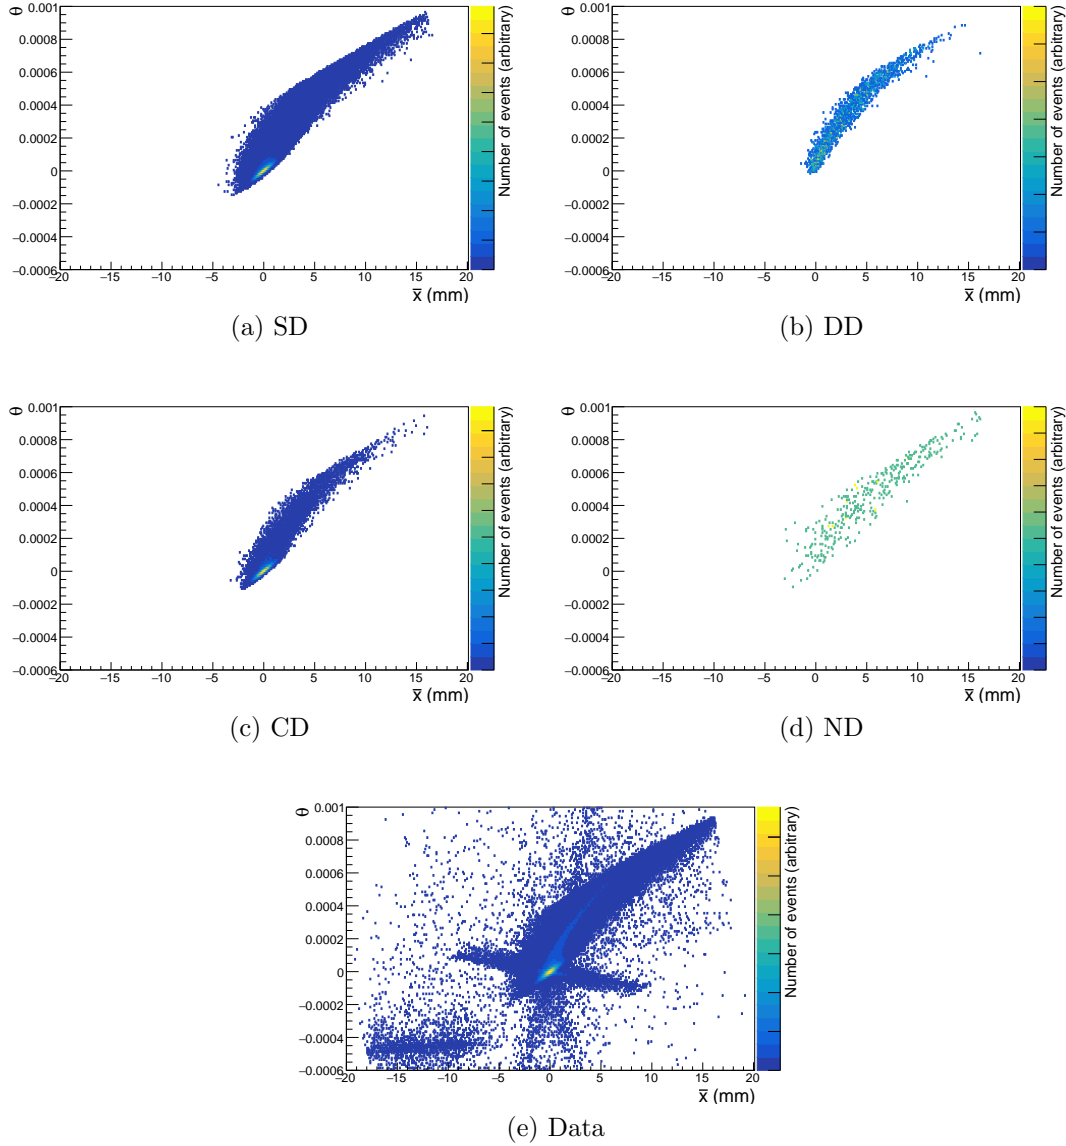 θ
0.001
0.0008
0.0006
0.0004
0.0002
0
−0.0002
−0.0004
−0.0006
−20 −15 −10 −5 0 5 10 15 20
x̅ (mm)
Number of events (arbitrary)
(a) SD
θ
0.001
0.0008
0.0006
0.0004
0.0002
0
−0.0002
−0.0004
−0.0006
−20 −15 −10 −5 0 5 10 15 20
x̅ (mm)
Number of events (arbitrary)
(b) DD
θ
0.001
0.0008
0.0006
0.0004
0.0002
0
−0.0002
−0.0004
−0.0006
−20 −15 −10 −5 0 5 10 15 20
x̅ (mm)
Number of events (arbitrary)
(c) CD
θ
0.001
0.0008
0.0006
0.0004
0.0002
0
−0.0002
−0.0004
−0.0006
−20 −15 −10 −5 0 5 10 15 20
x̅ (mm)
Number of events (arbitrary)
(d) ND
θ
0.001
0.0008
0.0006
0.0004
0.0002
0
−0.0002
−0.0004
−0.0006
−20 −15 −10 −5 0 5 10 15 20
x̅ (mm)
Number of events (arbitrary)
(e) Data